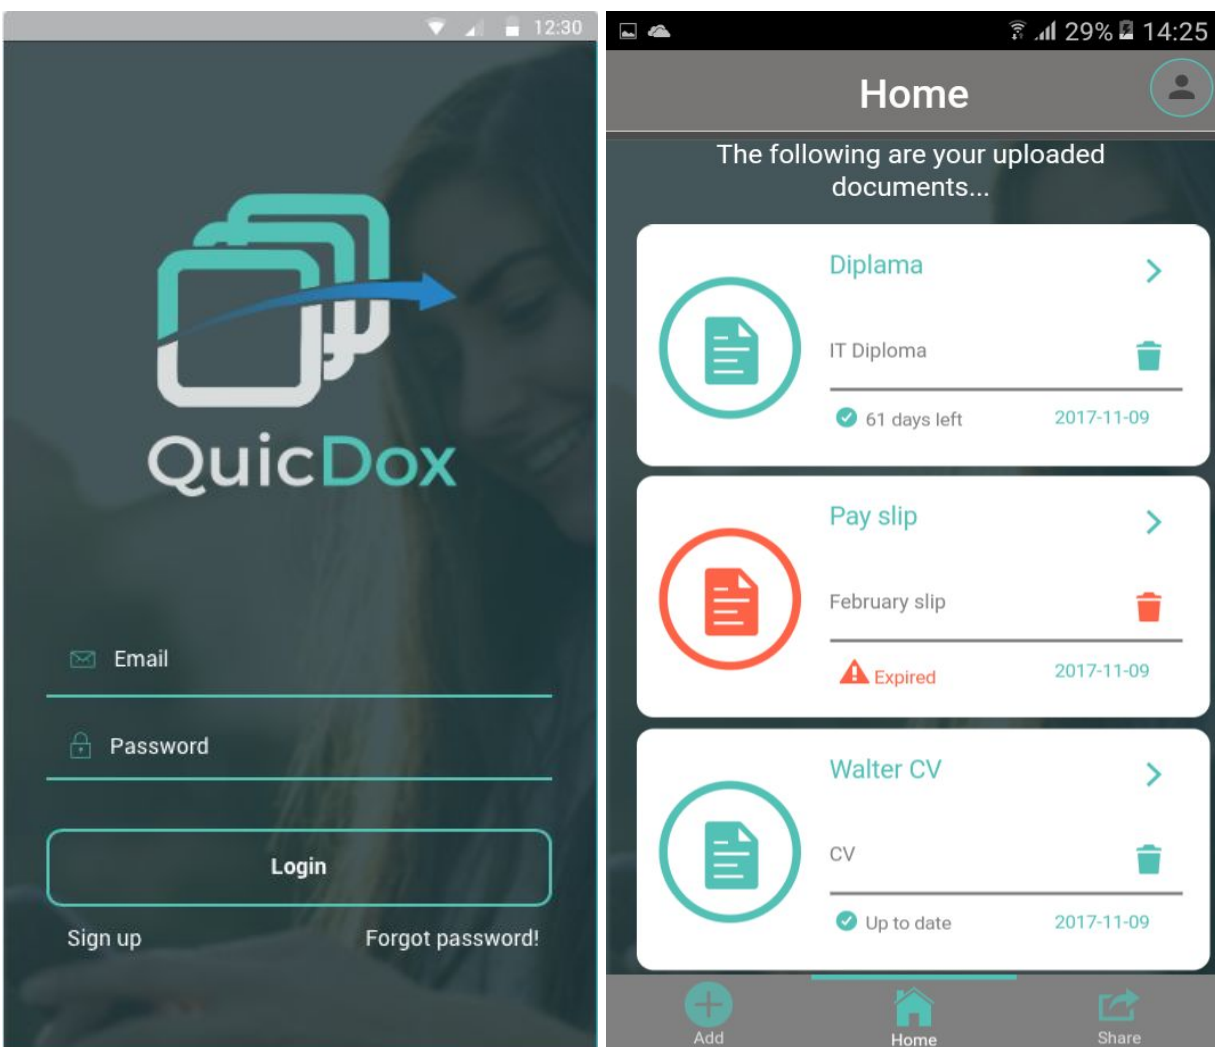 12:30
QuicDox
Email
Password
Login
Sign up
Forgot password!
29%
14:25
Home
The following are your uploaded
documents...
Diplama
IT Diploma
61 days left
2017-11-09
Pay slip
February slip
Expired
2017-11-09
Walter CV
CV
Up to date
2017-11-09
Add
Home
Share